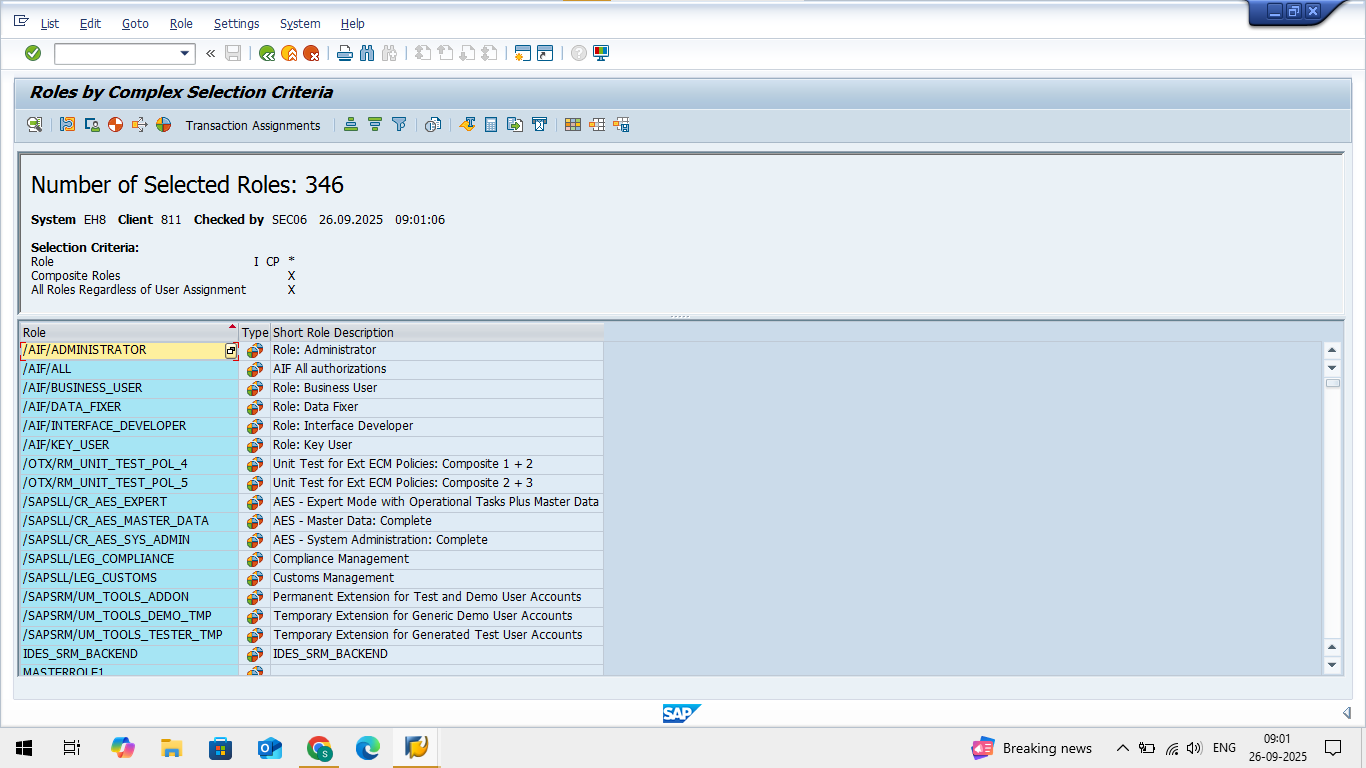 List Edit Goto Role Settings System Help
Roles by Complex Selection Criteria
Transaction Assignments
Number of Selected Roles: 346
System EH8 Client 811 Checked by SEC06 26.09.2025 09:01:06
Selection Criteria:
Role I CP *
Composite Roles X
All Roles Regardless of User Assignment X
Role Type Short Role Description
/AIF/ADMINISTRATOR Role: Administrator
/AIF/ALL AIF All authorizations
/AIF/BUSINESS_USER Role: Business User
/AIF/DATA_FIXER Role: Data Fixer
/AIF/INTERFACE_DEVELOPER Role: Interface Developer
/AIF/KEY_USER Role: Key User
/OTX/RM_UNIT_TEST_POL_4 Unit Test for Ext ECM Policies: Composite 1 + 2
/OTX/RM_UNIT_TEST_POL_5 Unit Test for Ext ECM Policies: Composite 2 + 3
/SAPSLL/CR_AES_EXPERT AES - Expert Mode with Operational Tasks Plus Master Data
/SAPSLL/CR_AES_MASTER_DATA AES - Master Data: Complete
/SAPSLL/CR_AES_SYS_ADMIN AES - System Administration: Complete
/SAPSLL/LEG_COMPLIANCE Compliance Management
/SAPSLL/LEG_CUSTOMS Customs Management
/SAPSRM/UM_TOOLS_ADDON Permanent Extension for Test and Demo User Accounts
/SAPSRM/UM_TOOLS_DEMO_TMP Temporary Extension for Generic Demo User Accounts
/SAPSRM/UM_TOOLS_TESTER_TMP Temporary Extension for Generated Test User Accounts
IDES_SRM_BACKEND IDES_SRM_BACKEND
MASTERROLE1
SAP
Breaking news ENG 09:01
26-09-2025